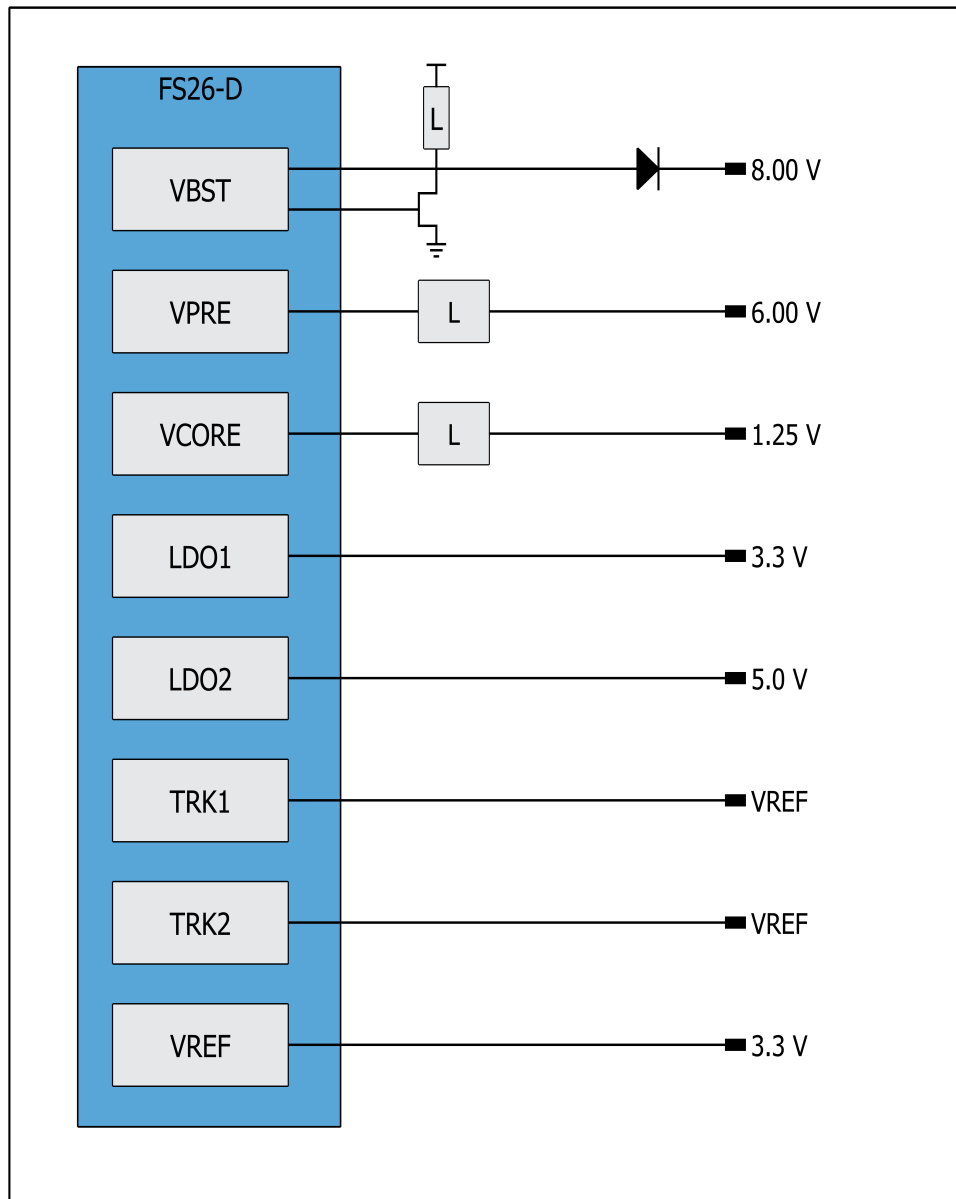 FS26-D
L
VBST
8.00 V
VPRE
L
6.00 V
VCORE
L
1.25 V
LDO1
3.3 V
LDO2
5.0 V
TRK1
VREF
TRK2
VREF
VREF
3.3 V